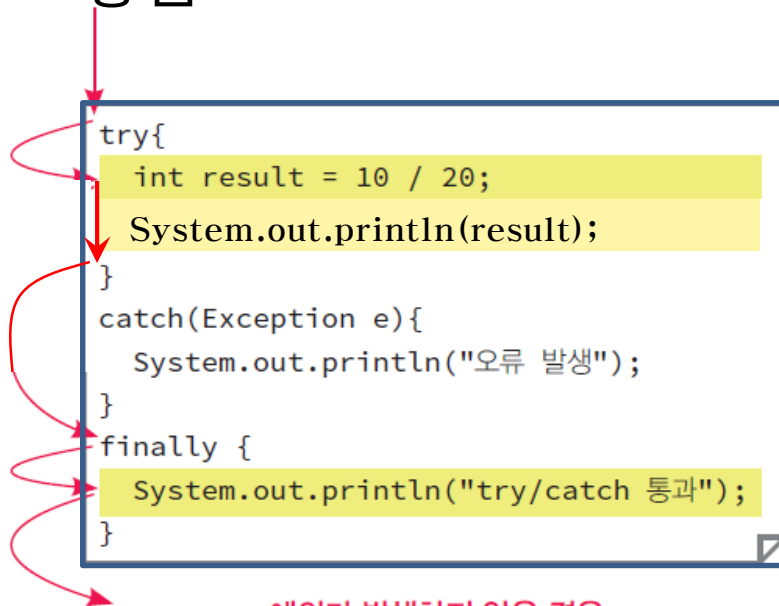 try{
int result = 10 / 20;
System.out.println(result);
}
catch(Exception e){
System.out.println("오류 발생");
}
finally {
System.out.println("try/catch 통과");
}